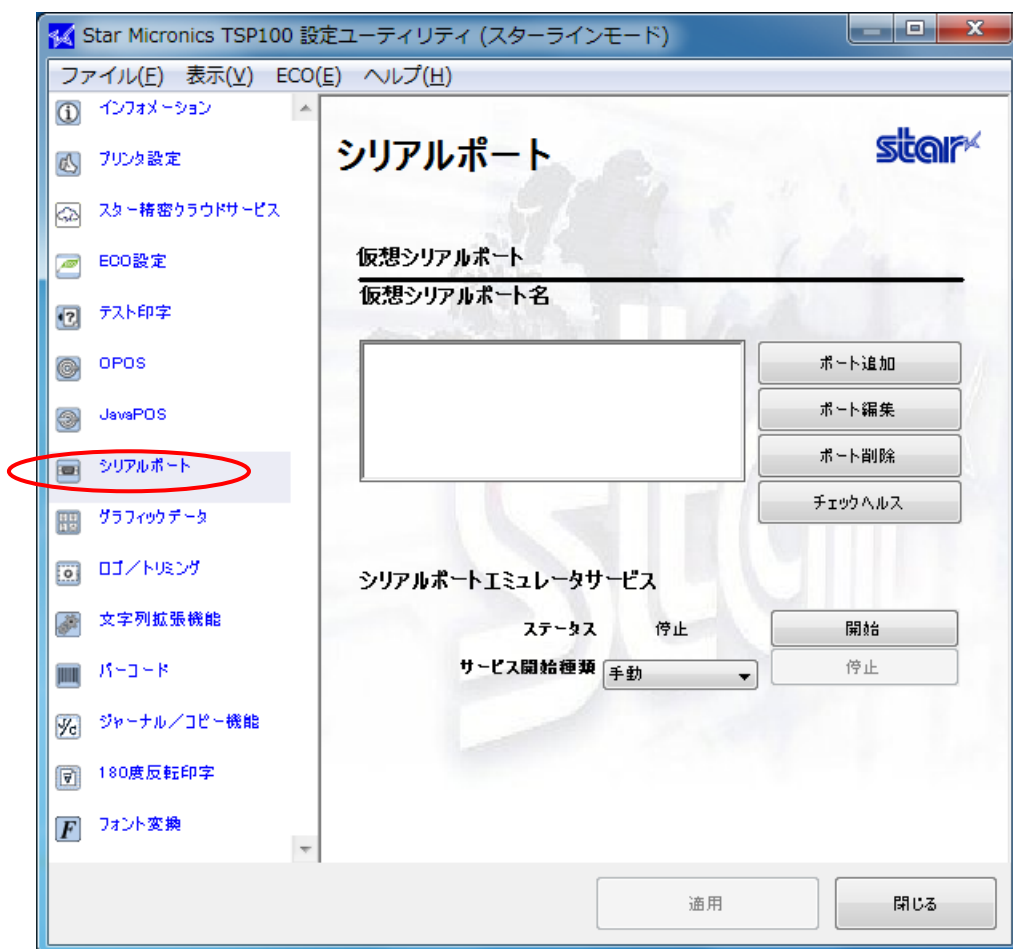 Star Micronics TSP100 設定ユーティリティ (スターラインモード)
ファイル(F) 表示(V) ECO(E) ヘルプ(H)
インフォメーション
プリンタ設定
スター精密クラウドサービス
ECO設定
テスト印字
OPOS
JavaPOS
シリアルポート
グラフィックデータ
ロゴ／トリミング
文字列拡張機能
バーコード
ジャーナル／コピー機能
180度反転印字
フォント変換
シリアルポート
star
仮想シリアルポート
仮想シリアルポート名
ポート追加
ポート編集
ポート削除
チェックヘルス
シリアルポートエミュレータサービス
ステータス 停止 開始
サービス開始種類 手動 停止
適用 閉じる